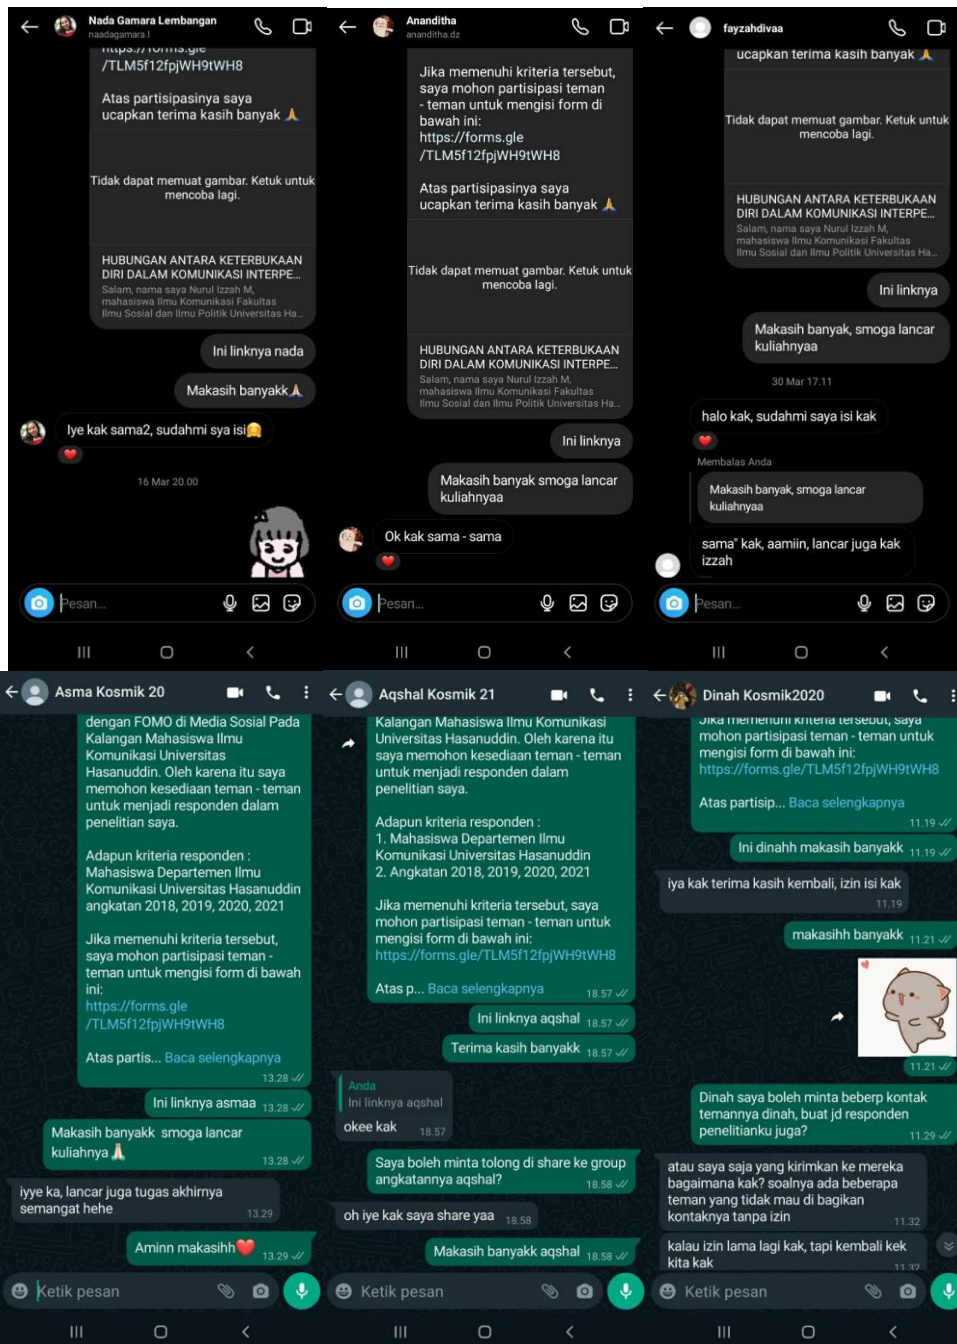 Nada Gamara Lembangan
naadagamara.l
https://forms.gle
/TLM5f12fpjWH9tWH8
Atas partisipasinya saya
ucapkan terima kasih banyak 🙏
Tidak dapat memuat gambar. Ketuk untuk
mencoba lagi.
HUBUNGAN ANTARA KETERBUKAAN
DIRI DALAM KOMUNIKASI INTERPE...
Salam, nama saya Nurul Izzah M,
mahasiswa Ilmu Komunikasi Fakultas
Ilmu Sosial dan Ilmu Politik Universitas Ha...
Ini linknya nada
Makasih banyakk🙏
Iye kak sama2, sudahmi sya isi🤗
❤️
16 Mar 20.00
Pesan...
Ananditha
ananditha.dz
Jika memenuhi kriteria tersebut,
saya mohon partisipasi teman
- teman untuk mengisi form di
bawah ini:
https://forms.gle
/TLM5f12fpjWH9tWH8
Atas partisipasinya saya
ucapkan terima kasih banyak 🙏
Tidak dapat memuat gambar. Ketuk untuk
mencoba lagi.
HUBUNGAN ANTARA KETERBUKAAN
DIRI DALAM KOMUNIKASI INTERPE...
Salam, nama saya Nurul Izzah M,
mahasiswa Ilmu Komunikasi Fakultas
Ilmu Sosial dan Ilmu Politik Universitas Ha...
Ini linknya
Makasih banyak smoga lancar
kuliahnyaa
Ok kak sama - sama
❤️
Pesan...
fayzahdivaa
ucapkan terima kasih banyak 🙏
Tidak dapat memuat gambar. Ketuk untuk
mencoba lagi.
HUBUNGAN ANTARA KETERBUKAAN
DIRI DALAM KOMUNIKASI INTERPE...
Salam, nama saya Nurul Izzah M,
mahasiswa Ilmu Komunikasi Fakultas
Ilmu Sosial dan Ilmu Politik Universitas Ha...
Ini linknya
Makasih banyak, smoga lancar
kuliahnyaa
30 Mar 17.11
halo kak, sudahmi saya isi kak
❤️
Membalas Anda
Makasih banyak, smoga lancar
kuliahnyaa
sama" kak, aamiin, lancar juga kak
izzah
Pesan...
Asma Kosmik 20
dengan FOMO di Media Sosial Pada
Kalangan Mahasiswa Ilmu
Komunikasi Universitas
Hasanuddin. Oleh karena itu saya
memohon kesediaan teman - teman
untuk menjadi responden dalam
penelitian saya.
Adapun kriteria responden :
Mahasiswa Departemen Ilmu
Komunikasi Universitas Hasanuddin
angkatan 2018, 2019, 2020, 2021
Jika memenuhi kriteria tersebut,
saya mohon partisipasi teman -
teman untuk mengisi form di bawah
ini:
https://forms.gle
/TLM5f12fpjWH9tWH8
Atas partis... Baca selengkapnya
13.28
Ini linknya asmaa 13.28
Makasih banyakk smoga lancar
kuliahnya🙏🏻
13.28
iyye ka, lancar juga tugas akhirnya
semangat hehe
13.29
Aminn makasihh❤️ 13.29
Ketik pesan
Aqshal Kosmik 21
Kalangan Mahasiswa Ilmu Komunikasi
Universitas Hasanuddin. Oleh karena itu
saya memohon kesediaan teman - teman
untuk menjadi responden dalam
penelitian saya.
Adapun kriteria responden :
1. Mahasiswa Departemen Ilmu
Komunikasi Universitas Hasanuddin
2. Angkatan 2018, 2019, 2020, 2021
Jika memenuhi kriteria tersebut, saya
mohon partisipasi teman - teman untuk
mengisi form di bawah ini:
https://forms.gle/TLM5f12fpjWH9tWH8
Atas p... Baca selengkapnya
18.57
Ini linknya aqshal 18.57
Terima kasih banyakk 18.57
Anda
Ini linknya aqshal
okee kak 18.57
Saya boleh minta tolong di share ke group
angkatannya aqshal?
18.58
oh iye kak saya share yaa 18.58
Makasih banyakk aqshal 18.58
Ketik pesan
Dinah Kosmik2020
Jika memenuhi kriteria tersebut, saya
mohon partisipasi teman - teman untuk
mengisi form di bawah ini:
https://forms.gle/TLM5f12fpjWH9tWH8
Atas partisip... Baca selengkapnya
11.19
Ini dinahh makasih banyakk 11.19
iya kak terima kasih kembali, izin isi kak
11.19
makasihh banyakk 11.21
11.21
Dinah saya boleh minta beberp kontak
temannya dinah, buat jd responden
penelitianku juga?
11.29
atau saya saja yang kirimkan ke mereka
bagaimana kak? soalnya ada beberapa
teman yang tidak mau di bagikan
kontaknya tanpa izin
11.32
kalau izin lama lagi kak, tapi kembali kek
kita kak
11.32
Ketik pesan